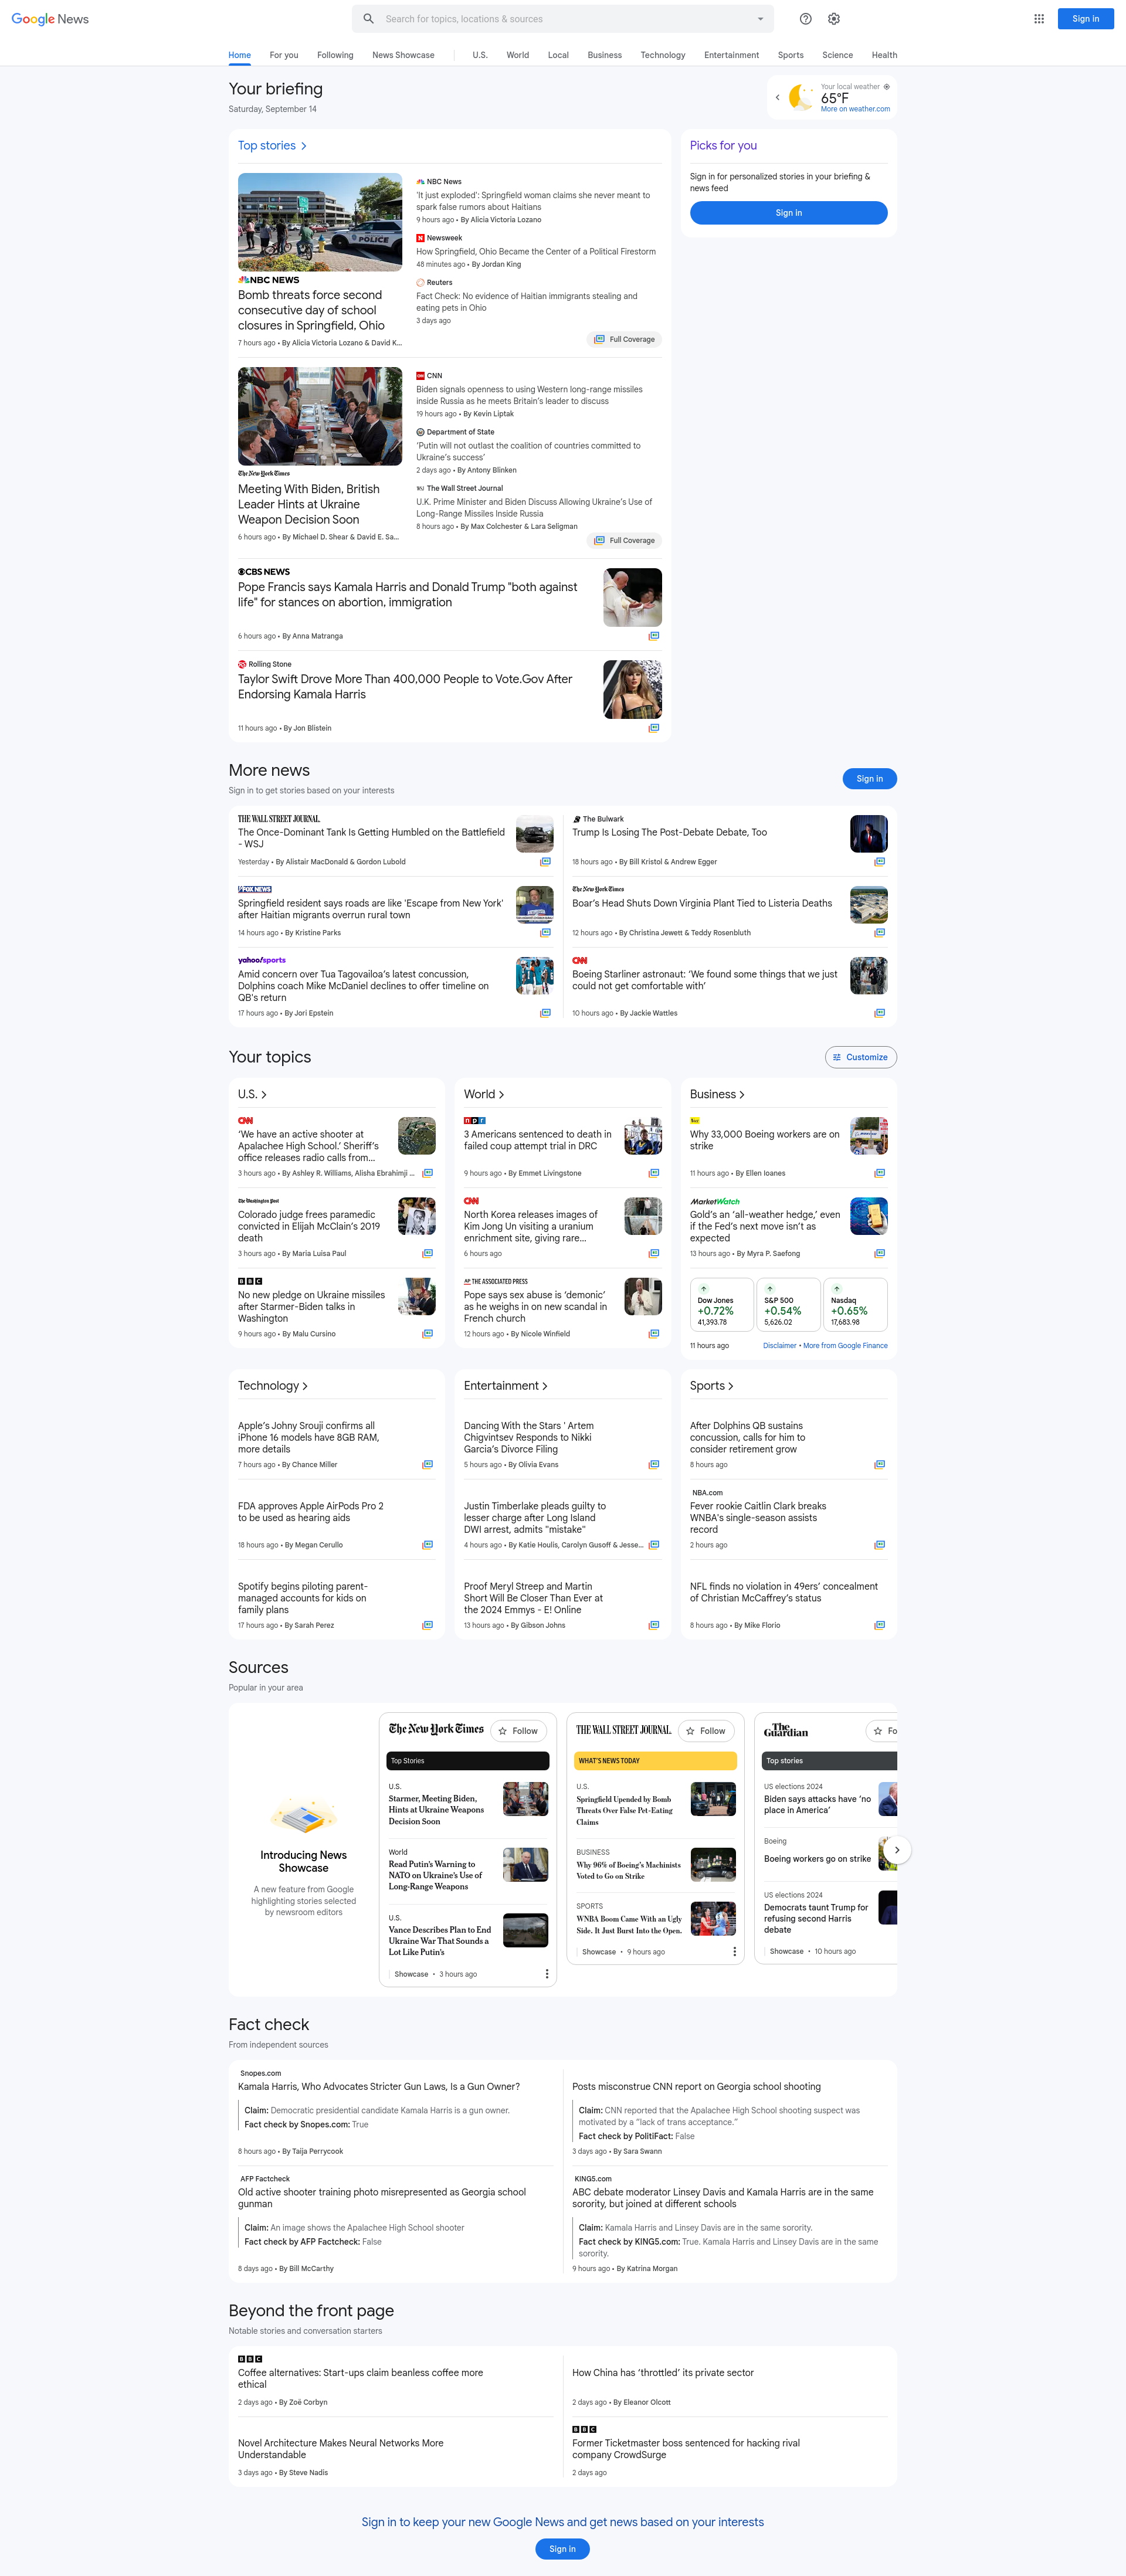 Google News
Search for topics, locations & sources
Sign in
Home
For you
Following
News Showcase
U.S.
World
Local
Business
Technology
Entertainment
Sports
Science
Health
Your briefing
Saturday, September 14
Your local weather
65°F
More on weather.com
Top stories
NBC NEWS
Bomb threats force second
consecutive day of school
closures in Springfield, Ohio
7 hours ago • By Alicia Victoria Lozano & David K...
NBC News
'It just exploded': Springfield woman claims she never meant to
spark false rumors about Haitians
9 hours ago • By Alicia Victoria Lozano
Newsweek
How Springfield, Ohio Became the Center of a Political Firestorm
48 minutes ago • By Jordan King
Reuters
Fact Check: No evidence of Haitian immigrants stealing and
eating pets in Ohio
3 days ago
Full Coverage
Picks for you
Sign in for personalized stories in your briefing &
news feed
Sign in
The New York Times
Meeting With Biden, British
Leader Hints at Ukraine
Weapon Decision Soon
6 hours ago • By Michael D. Shear & David E. Sa...
CNN
Biden signals openness to using Western long-range missiles
inside Russia as he meets Britain's leader to discuss
19 hours ago • By Kevin Liptak
Department of State
'Putin will not outlast the coalition of countries committed to
Ukraine's success'
2 days ago • By Antony Blinken
The Wall Street Journal
U.K. Prime Minister and Biden Discuss Allowing Ukraine's Use of
Long-Range Missiles Inside Russia
8 hours ago • By Max Colchester & Lara Seligman
Full Coverage
CBS NEWS
Pope Francis says Kamala Harris and Donald Trump "both against
life" for stances on abortion, immigration
6 hours ago • By Anna Matranga
Rolling Stone
Taylor Swift Drove More Than 400,000 People to Vote.Gov After
Endorsing Kamala Harris
11 hours ago • By Jon Blistein
More news
Sign in to get stories based on your interests
Sign in
THE WALL STREET JOURNAL.
The Once-Dominant Tank Is Getting Humbled on the Battlefield
- WSJ
Yesterday • By Alistair MacDonald & Gordon Lubold
The Bulwark
Trump Is Losing The Post-Debate Debate, Too
18 hours ago • By Bill Kristol & Andrew Egger
FOX NEWS
Springfield resident says roads are like 'Escape from New York'
after Haitian migrants overrun rural town
14 hours ago • By Kristine Parks
The New York Times
Boar's Head Shuts Down Virginia Plant Tied to Listeria Deaths
12 hours ago • By Christina Jewett & Teddy Rosenbluth
yahoo!sports
Amid concern over Tua Tagovailoa's latest concussion,
Dolphins coach Mike McDaniel declines to offer timeline on
QB's return
17 hours ago • By Jori Epstein
CNN
Boeing Starliner astronaut: 'We found some things that we just
could not get comfortable with'
10 hours ago • By Jackie Wattles
Your topics
Customize
U.S.
CNN
'We have an active shooter at
Apalachee High School.' Sheriff's
office releases radio calls from...
3 hours ago • By Ashley R. Williams, Alisha Ebrahimji ...
The Washington Post
Colorado judge frees paramedic
convicted in Elijah McClain's 2019
death
3 hours ago • By Maria Luisa Paul
BBC
No new pledge on Ukraine missiles
after Starmer-Biden talks in
Washington
9 hours ago • By Malu Cursino
World
npr
3 Americans sentenced to death in
failed coup attempt trial in DRC
9 hours ago • By Emmet Livingstone
CNN
North Korea releases images of
Kim Jong Un visiting a uranium
enrichment site, giving rare...
6 hours ago
AP THE ASSOCIATED PRESS
Pope says sex abuse is 'demonic'
as he weighs in on new scandal in
French church
12 hours ago • By Nicole Winfield
Business
Why 33,000 Boeing workers are on
strike
11 hours ago • By Ellen Ioanes
MarketWatch
Gold's an 'all-weather hedge,' even
if the Fed's next move isn't as
expected
13 hours ago • By Myra P. Saefong
Dow Jones
+0.72%
41,393.78
S&P 500
+0.54%
5,626.02
Nasdaq
+0.65%
17,683.98
11 hours ago
Disclaimer • More from Google Finance
Technology
Apple's Johny Srouji confirms all
iPhone 16 models have 8GB RAM,
more details
7 hours ago • By Chance Miller
FDA approves Apple AirPods Pro 2
to be used as hearing aids
18 hours ago • By Megan Cerullo
Spotify begins piloting parent-
managed accounts for kids on
family plans
17 hours ago • By Sarah Perez
Entertainment
Dancing With the Stars ' Artem
Chigvintsev Responds to Nikki
Garcia's Divorce Filing
5 hours ago • By Olivia Evans
Justin Timberlake pleads guilty to
lesser charge after Long Island
DWI arrest, admits "mistake"
4 hours ago • By Katie Houlis, Carolyn Gusoff & Jesse...
Proof Meryl Streep and Martin
Short Will Be Closer Than Ever at
the 2024 Emmys - E! Online
13 hours ago • By Gibson Johns
Sports
After Dolphins QB sustains
concussion, calls for him to
consider retirement grow
8 hours ago
NBA.com
Fever rookie Caitlin Clark breaks
WNBA's single-season assists
record
2 hours ago
NFL finds no violation in 49ers' concealment
of Christian McCaffrey's status
8 hours ago • By Mike Florio
Sources
Popular in your area
Introducing News
Showcase
A new feature from Google
highlighting stories selected
by newsroom editors
The New York Times
Follow
Top Stories
U.S.
Starmer, Meeting Biden,
Hints at Ukraine Weapons
Decision Soon
World
Read Putin's Warning to
NATO on Ukraine's Use of
Long-Range Weapons
U.S.
Vance Describes Plan to End
Ukraine War That Sounds a
Lot Like Putin's
Showcase • 3 hours ago
THE WALL STREET JOURNAL.
Follow
WHAT'S NEWS TODAY
U.S.
Springfield Upended by Bomb
Threats Over False Pet-Eating
Claims
BUSINESS
Why 96% of Boeing's Machinists
Voted to Go on Strike
SPORTS
WNBA Boom Came With an Ugly
Side. It Just Burst Into the Open.
Showcase • 9 hours ago
The Guardian
Fo
Top stories
US elections 2024
Biden says attacks have 'no
place in America'
Boeing
Boeing workers go on strike
US elections 2024
Democrats taunt Trump for
refusing second Harris
debate
Showcase • 10 hours ago
Fact check
From independent sources
Snopes.com
Kamala Harris, Who Advocates Stricter Gun Laws, Is a Gun Owner?
Claim: Democratic presidential candidate Kamala Harris is a gun owner.
Fact check by Snopes.com: True
8 hours ago • By Taija Perrycook
Posts misconstrue CNN report on Georgia school shooting
Claim: CNN reported that the Apalachee High School shooting suspect was
motivated by a "lack of trans acceptance."
Fact check by PolitiFact: False
3 days ago • By Sara Swann
AFP Factcheck
Old active shooter training photo misrepresented as Georgia school
gunman
Claim: An image shows the Apalachee High School shooter
Fact check by AFP Factcheck: False
8 days ago • By Bill McCarthy
KING5.com
ABC debate moderator Linsey Davis and Kamala Harris are in the same
sorority, but joined at different schools
Claim: Kamala Harris and Linsey Davis are in the same sorority.
Fact check by KING5.com: True. Kamala Harris and Linsey Davis are in the same
sorority.
9 hours ago • By Katrina Morgan
Beyond the front page
Notable stories and conversation starters
BBC
Coffee alternatives: Start-ups claim beanless coffee more
ethical
2 days ago • By Zoë Corbyn
How China has 'throttled' its private sector
2 days ago • By Eleanor Olcott
Novel Architecture Makes Neural Networks More
Understandable
3 days ago • By Steve Nadis
BBC
Former Ticketmaster boss sentenced for hacking rival
company CrowdSurge
2 days ago
Sign in to keep your new Google News and get news based on your interests
Sign in